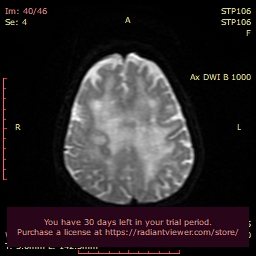 Im: 40/46
Se: 4
A
STP106
STP106
F
Ax DWI B 1000
R
L
You have 30 days left in your trial period.
Purchase a license at https://radiantviewer.com/store/